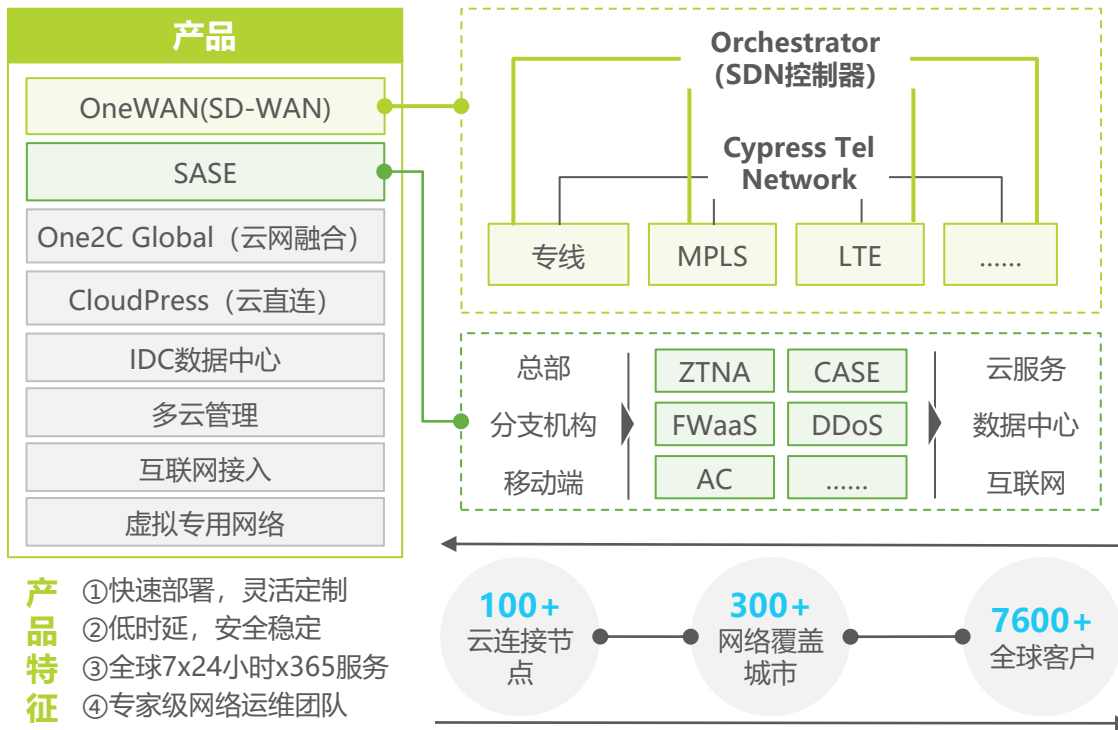 产品
OneWAN(SD-WAN)
SASE
One2C Global（云网融合）
CloudPress（云直连）
IDC数据中心
多云管理
互联网接入
虚拟专用网络
Orchestrator
(SDN控制器)
Cypress Tel
Network
专线
MPLS
LTE
......
总部
分支机构
移动端
ZTNA
CASE
FWaaS
DDoS
AC
......
云服务
数据中心
互联网
产品特征
①快速部署，灵活定制
②低时延，安全稳定
③全球7x24小时x365服务
④专家级网络运维团队
100+
云连接节
点
300+
网络覆盖
城市
7600+
全球客户